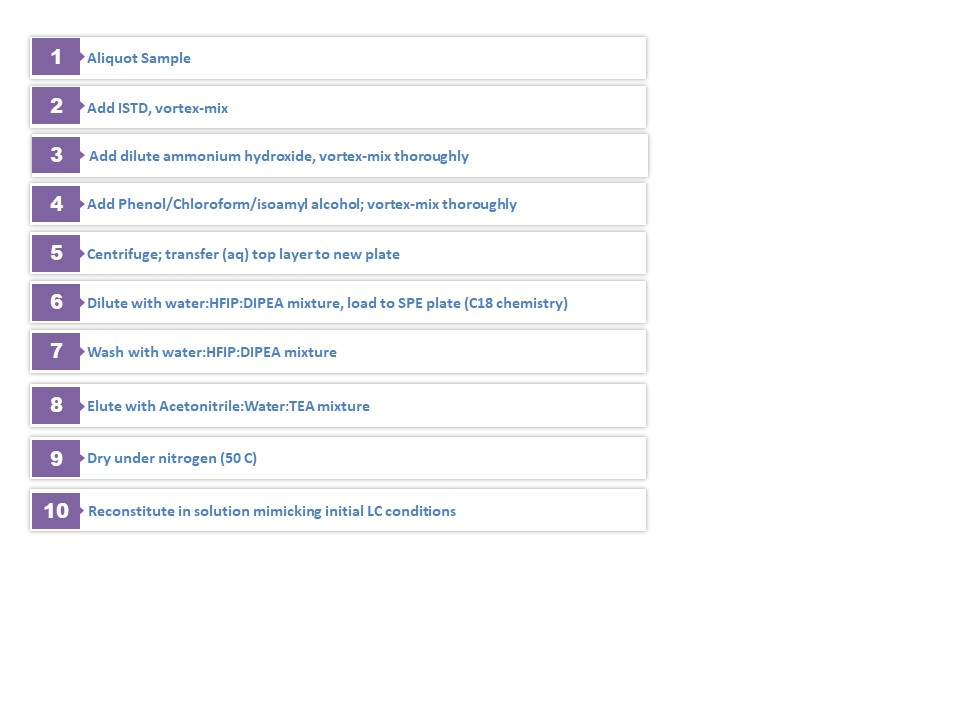 1 Aliquot Sample
2 Add ISTD, vortex-mix
3 Add dilute ammonium hydroxide, vortex-mix thoroughly
4 Add Phenol/Chloroform/isoamyl alcohol; vortex-mix thoroughly
5 Centrifuge; transfer (aq) top layer to new plate
6 Dilute with water:HFIP:DIPEA mixture, load to SPE plate (C18 chemistry)
7 Wash with water:HFIP:DIPEA mixture
8 Elute with Acetonitrile:Water:TEA mixture
9 Dry under nitrogen (50 C)
10 Reconstitute in solution mimicking initial LC conditions